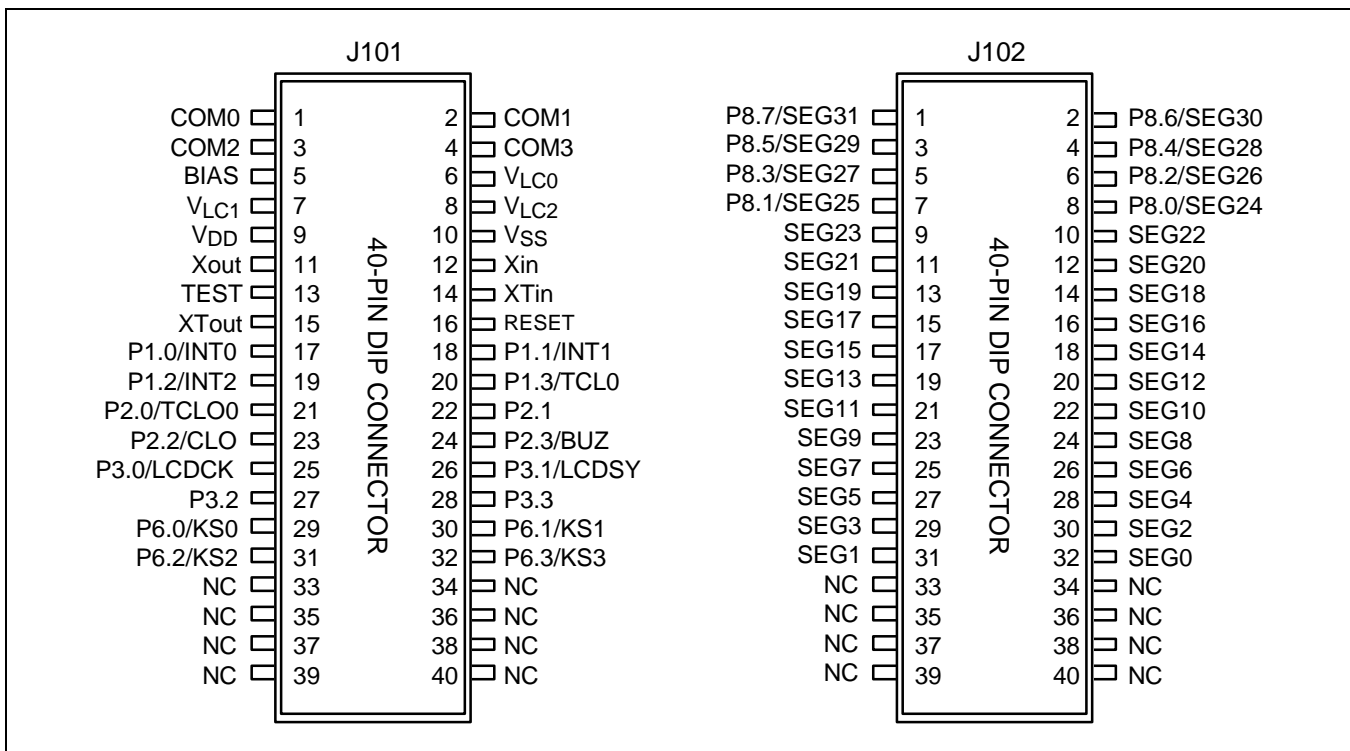 J101
COM0 1 2 COM1
COM2 3 4 COM3
BIAS 5 6 VLC0
VLC1 7 8 VLC2
VDD 9 10 VSS
Xout 11 12 Xin
TEST 13 14 XTin
XTout 15 16 RESET
P1.0/INT0 17 18 P1.1/INT1
P1.2/INT2 19 20 P1.3/TCL0
P2.0/TCLO0 21 22 P2.1
P2.2/CLO 23 24 P2.3/BUZ
P3.0/LCDCK 25 26 P3.1/LCDSY
P3.2 27 28 P3.3
P6.0/KS0 29 30 P6.1/KS1
P6.2/KS2 31 32 P6.3/KS3
NC 33 34 NC
NC 35 36 NC
NC 37 38 NC
NC 39 40 NC
40-PIN DIP CONNECTOR
J102
P8.7/SEG31 1 2 P8.6/SEG30
P8.5/SEG29 3 4 P8.4/SEG28
P8.3/SEG27 5 6 P8.2/SEG26
P8.1/SEG25 7 8 P8.0/SEG24
SEG23 9 10 SEG22
SEG21 11 12 SEG20
SEG19 13 14 SEG18
SEG17 15 16 SEG16
SEG15 17 18 SEG14
SEG13 19 20 SEG12
SEG11 21 22 SEG10
SEG9 23 24 SEG8
SEG7 25 26 SEG6
SEG5 27 28 SEG4
SEG3 29 30 SEG2
SEG1 31 32 SEG0
NC 33 34 NC
NC 35 36 NC
NC 37 38 NC
NC 39 40 NC
40-PIN DIP CONNECTOR